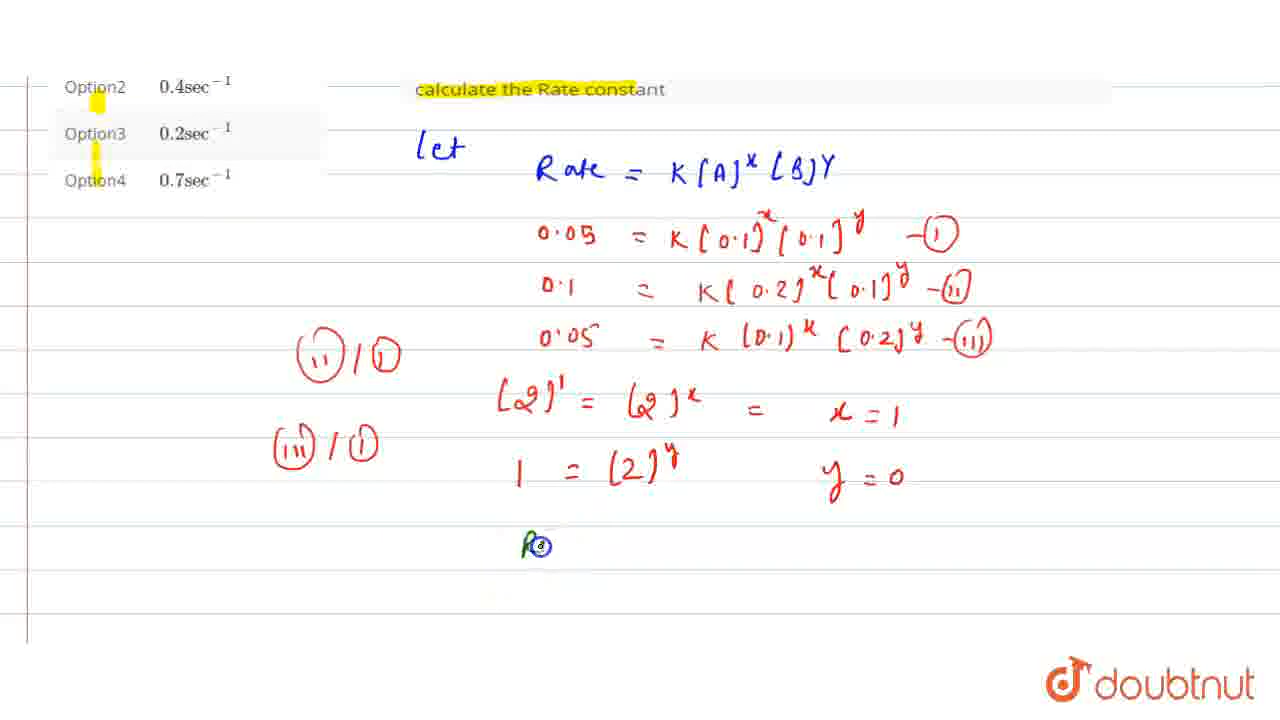 Option2 0.4sec⁻¹
calculate the Rate constant
Option3 0.2sec⁻¹
Let
Option4 0.7sec⁻¹
Rate = K[A]ˣ [B]Y
0.05 = K[0.1]ˣ[0.1]ʸ -(i)
0.1 = K[0.2]ˣ[0.1]ʸ -(ii)
0.05 = K (0.1)ˣ [0.2]ʸ -(iii)
(ii) / (i)
(2)¹ = (2)ˣ = x = 1
(iii) / (i)
1 = (2)ʸ y = 0
doubtnut